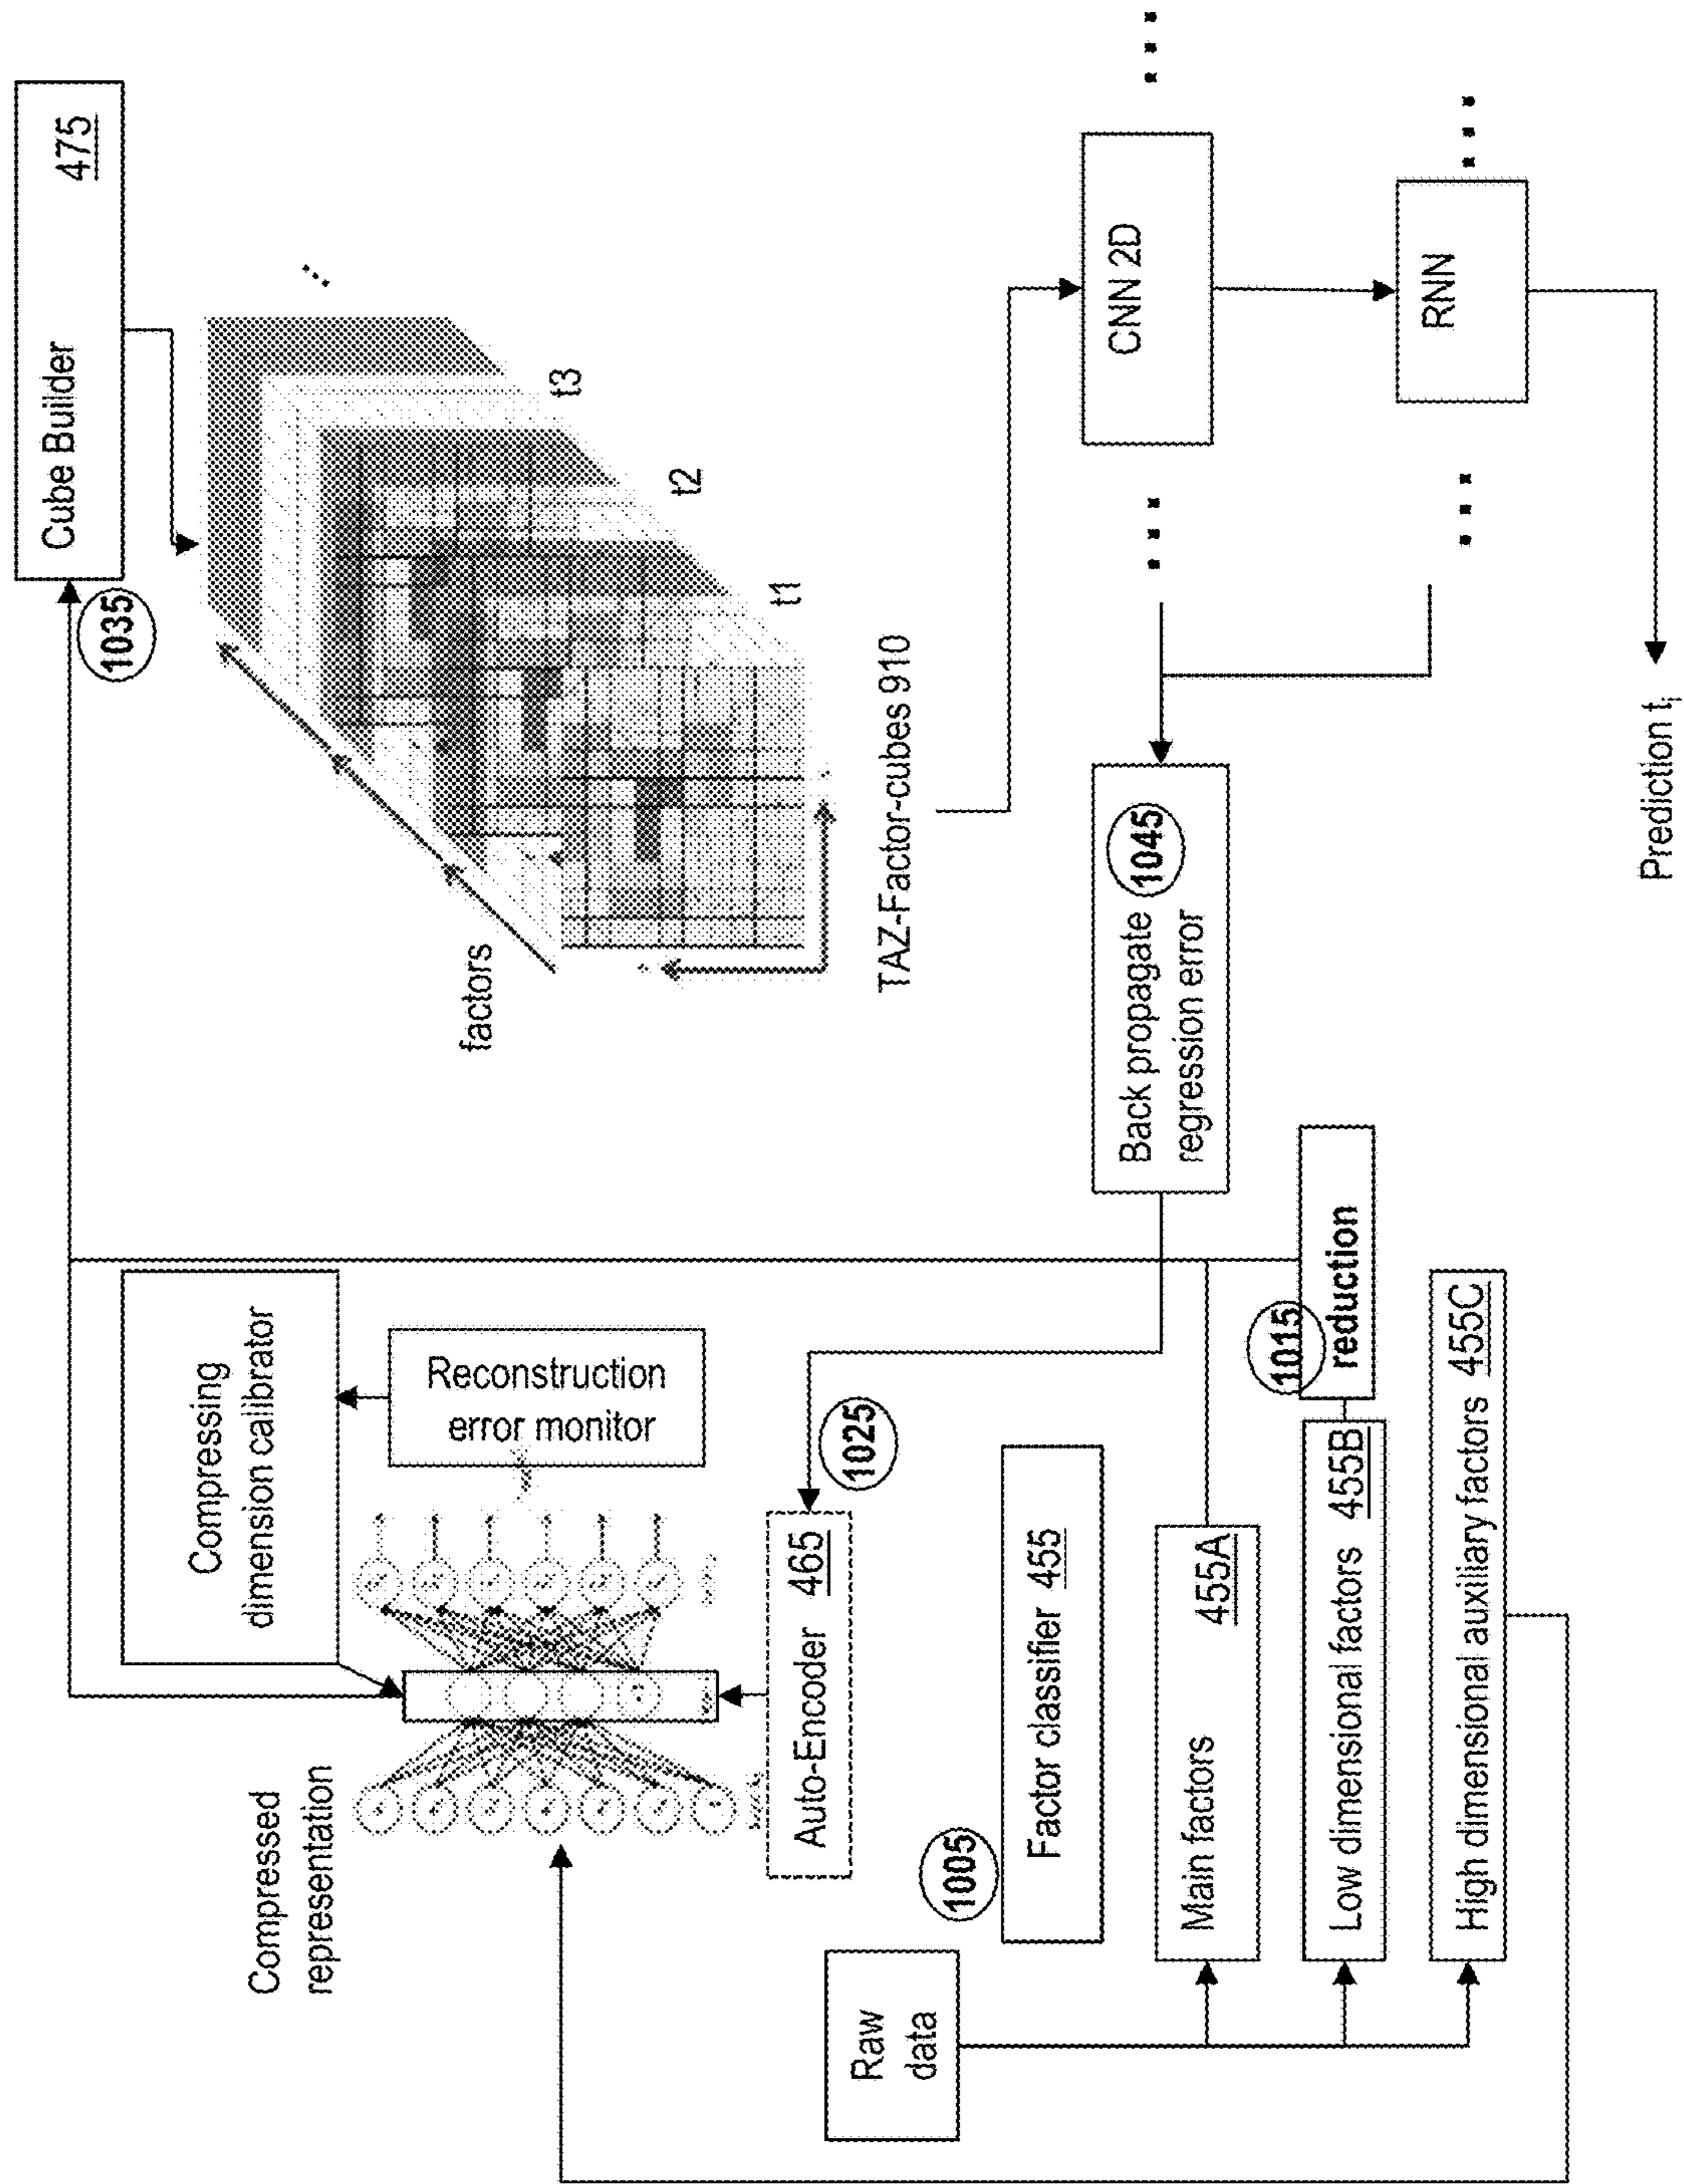 Compressed
representation
Compressing
dimension calibrator
Reconstruction
error monitor
Auto-Encoder 465
1025
1005
Raw
data
Factor classifier 455
Main factors 455A
Low dimensional factors 455B
1015
reduction
High dimensional auxiliary factors 455C
1035
Cube Builder 475
factors
t1
t2
t3
TAZ-Factor-cubes 910
Back propagate 1045
regression error
CNN 2D
RNN
Prediction ti